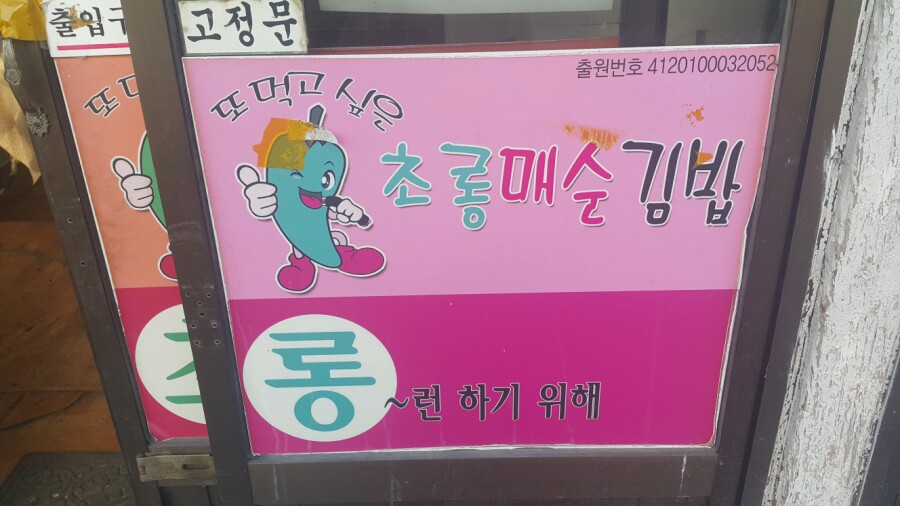 출입구
고정문
출원번호 4120100032052
또 먹고 싶은
초롱매슬김밥
롱~런 하기 위해